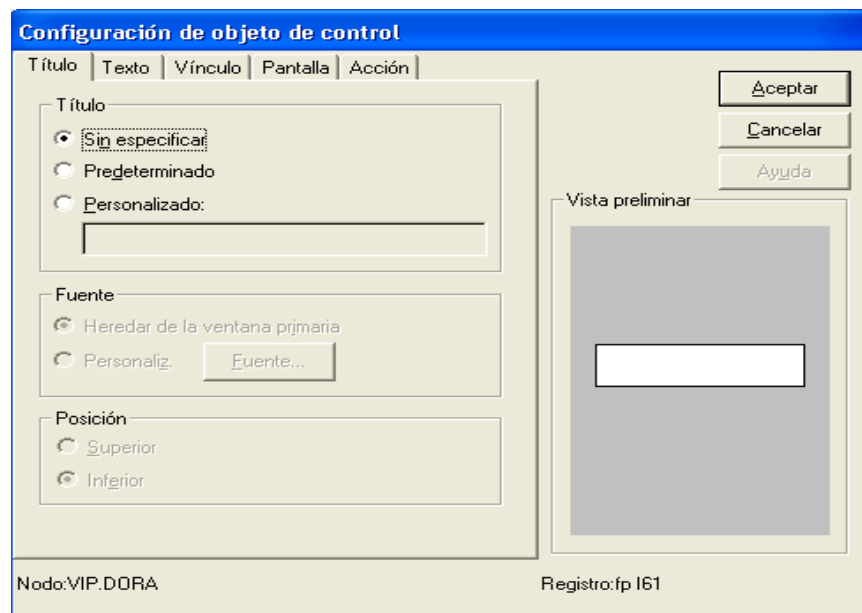 Configuración de objeto de control
Título Texto Vínculo Pantalla Acción
Título
Sin especificar
Predeterminado
Personalizado:
Fuente
Heredar de la ventana primaria
Personaliz. Fuente...
Posición
Superior
Inferior
Aceptar
Cancelar
Ayuda
Vista preliminar
Nodo:VIP.DORA Registro:fp I61